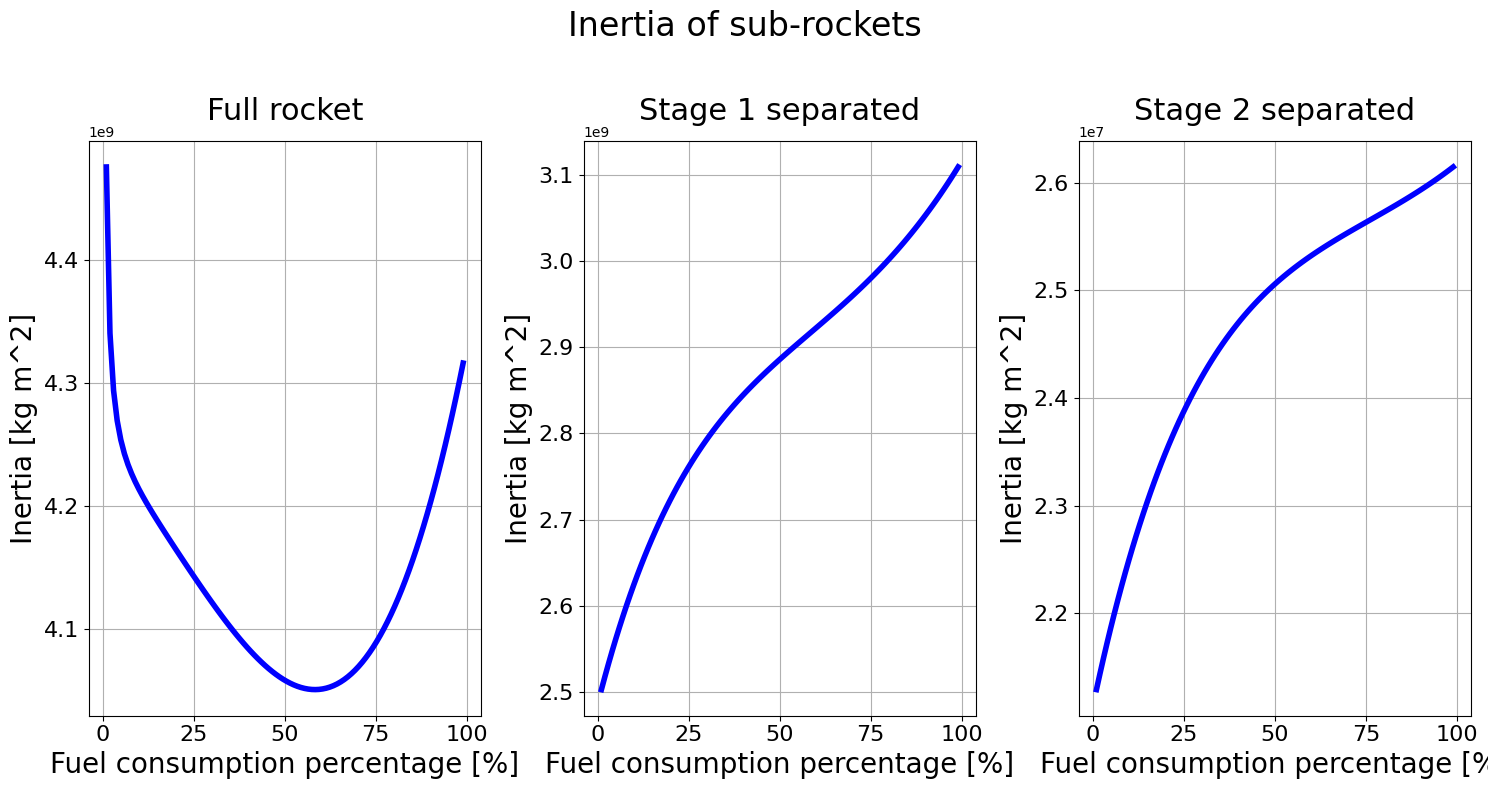 Inertia of sub-rockets
Full rocket
1e9
4.4
4.3
4.2
4.1
Inertia [kg m^2]
0 25 50 75 100
Fuel consumption percentage [%]
Stage 1 separated
1e9
3.1
3.0
2.9
2.8
2.7
2.6
2.5
Inertia [kg m^2]
0 25 50 75 100
Fuel consumption percentage [%]
Stage 2 separated
1e7
2.6
2.5
2.4
2.3
2.2
Inertia [kg m^2]
0 25 50 75 100
Fuel consumption percentage [%